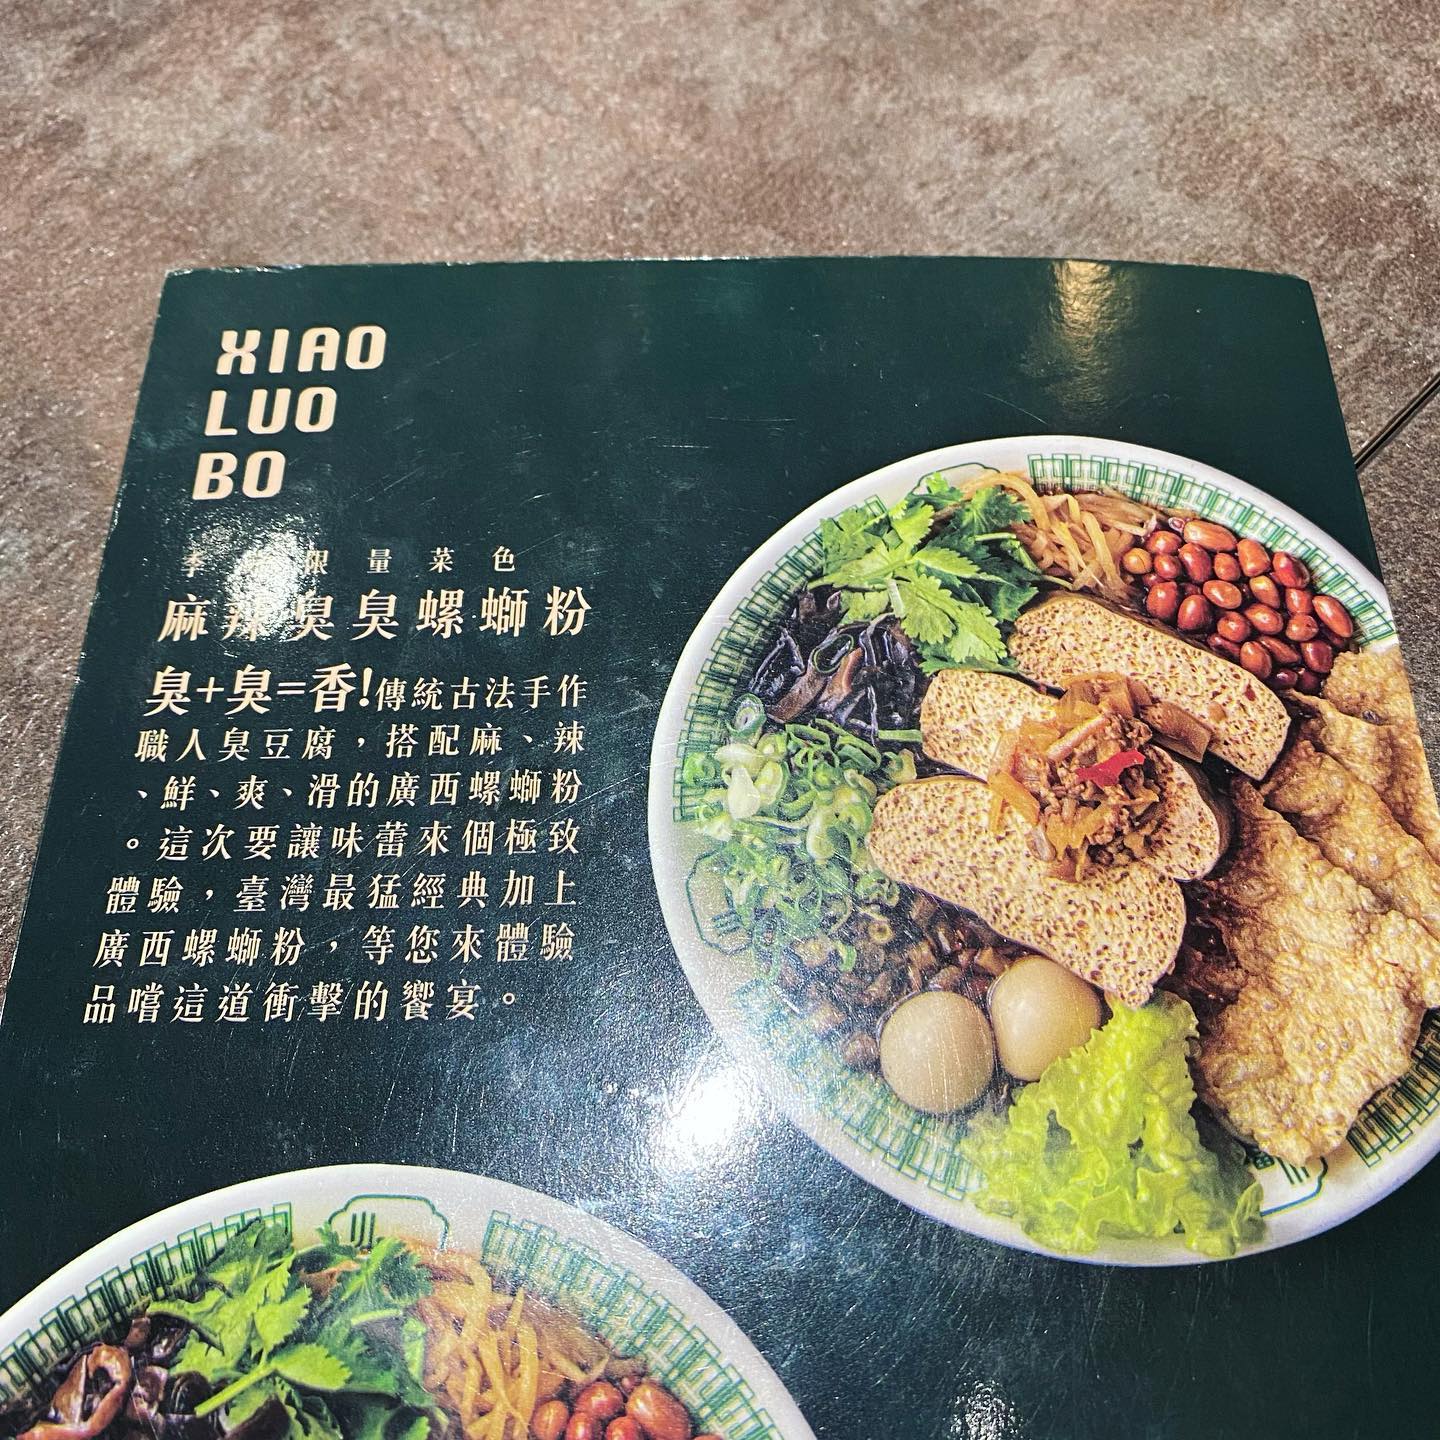 XIAO
LUO
BO
限量菜色
麻辣臭臭螺螄粉
臭+臭=香!傳統古法手作
職人臭豆腐，搭配麻、辣
、鮮、爽、滑的廣西螺螄粉
。這次要讓味蕾來個極致
體驗，臺灣最猛經典加上
廣西螺螄粉，等您來體驗
品嚐這道衝擊的饗宴。